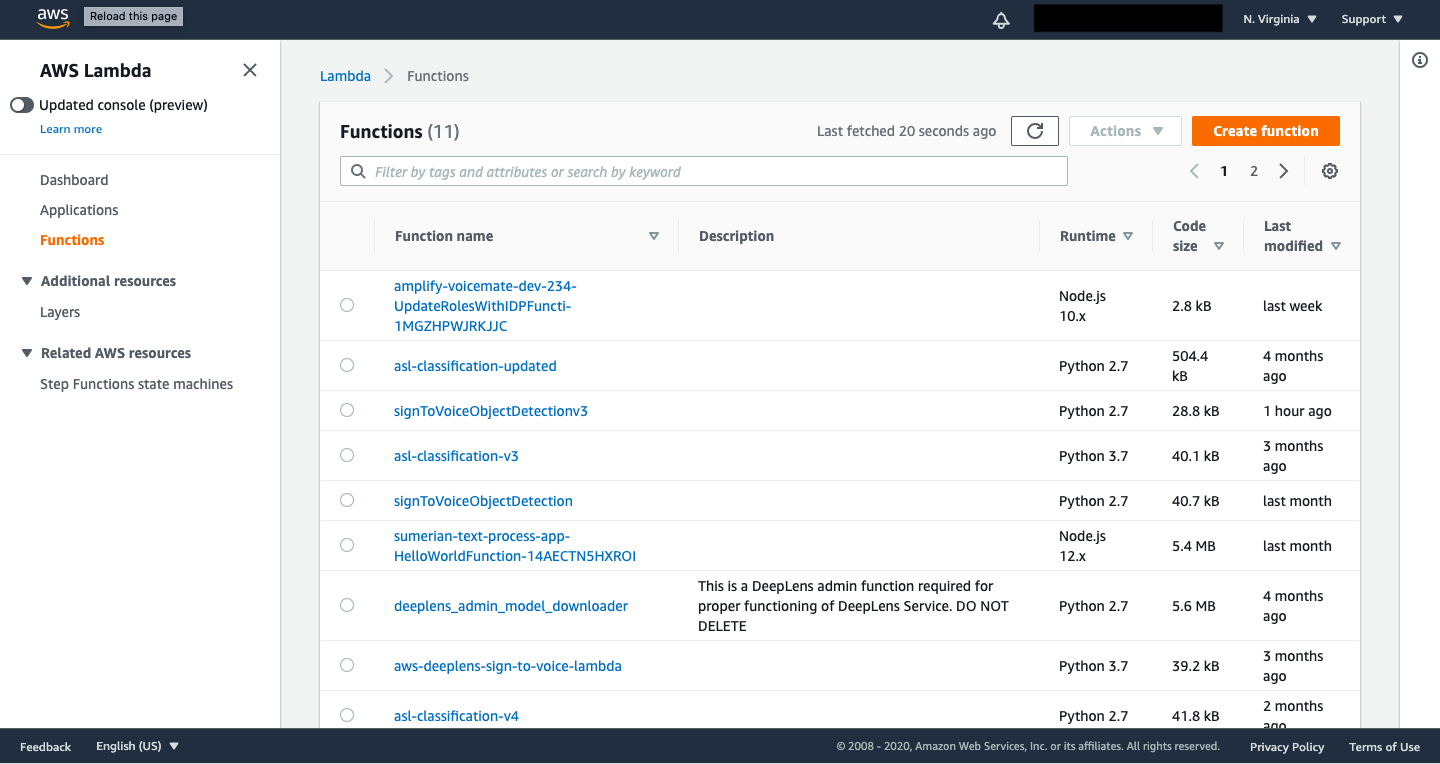 aws
Reload this page
N. Virginia
Support
AWS Lambda
Updated console (preview)
Learn more
Dashboard
Applications
Functions
Additional resources
Layers
Related AWS resources
Step Functions state machines
Lambda
Functions
Functions (11)
Last fetched 20 seconds ago
Actions
Create function
Filter by tags and attributes or search by keyword
1
2
Function name
Description
Runtime
Code
size
Last
modified
amplify-voicemate-dev-234-
UpdateRolesWithIDPFuncti-
1MGZHPWJRKJJC
Node.js
10.x
2.8 kB
last week
asl-classification-updated
Python 2.7
504.4
kB
4 months
ago
signToVoiceObjectDetectionv3
Python 2.7
28.8 kB
1 hour ago
asl-classification-v3
Python 3.7
40.1 kB
3 months
ago
signToVoiceObjectDetection
Python 2.7
40.7 kB
last month
sumerian-text-process-app-
HelloWorldFunction-14AECTN5HXROI
Node.js
12.x
5.4 MB
last month
deeplens_admin_model_downloader
This is a DeepLens admin function required for
proper functioning of DeepLens Service. DO NOT
DELETE
Python 2.7
5.6 MB
4 months
ago
aws-deeplens-sign-to-voice-lambda
Python 3.7
39.2 kB
3 months
ago
asl-classification-v4
Python 2.7
41.8 kB
2 months
ago
Feedback
English (US)
© 2008 - 2020, Amazon Web Services, Inc. or its affiliates. All rights reserved.
Privacy Policy
Terms of Use